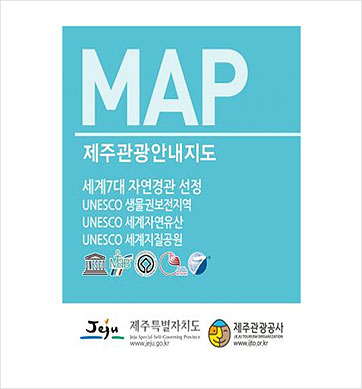 MAP
제주관광안내지도
세계7대 자연경관 선정
UNESCO 생물권보전지역
UNESCO 세계자연유산
UNESCO 세계지질공원
Jeju
제주특별자치도
Jeju Special Self-Governing Province
www.jeju.go.kr
제주관광공사
JEJU TOURISM ORGANIZATION
www.ijto.or.kr